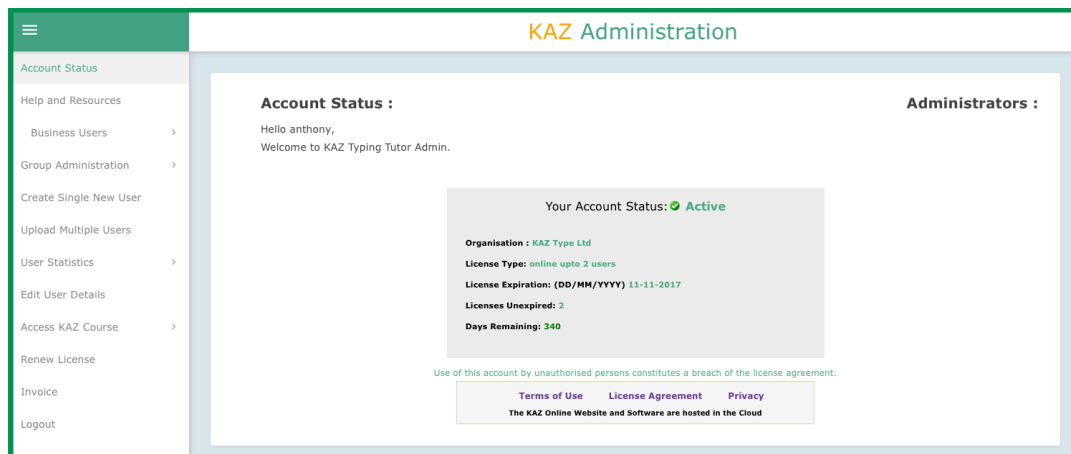 KAZ Administration
Account Status
Help and Resources
Business Users
Group Administration
Create Single New User
Upload Multiple Users
User Statistics
Edit User Details
Access KAZ Course
Renew License
Invoice
Logout
Account Status :
Administrators :
Hello anthony,
Welcome to KAZ Typing Tutor Admin.
Your Account Status: Active
Organisation : KAZ Type Ltd
License Type: online upto 2 users
License Expiration: (DD/MM/YYYY) 11-11-2017
Licenses Unexpired: 2
Days Remaining: 340
Use of this account by unauthorised persons constitutes a breach of the license agreement.
Terms of Use License Agreement Privacy
The KAZ Online Website and Software are hosted in the Cloud